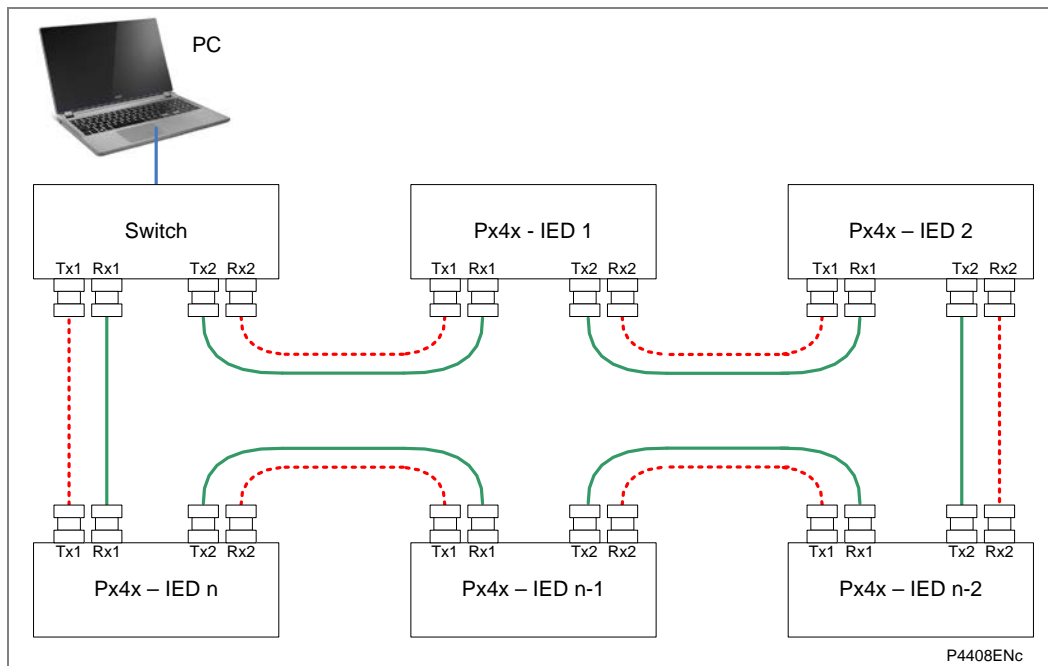 PC
Switch
Px4x - IED 1
Px4x – IED 2
Tx1 Rx1 Tx2 Rx2
Tx1 Rx1 Tx2 Rx2
Tx1 Rx1 Tx2 Rx2
Tx1 Rx1 Tx2 Rx2
Tx1 Rx1 Tx2 Rx2
Tx1 Rx1 Tx2 Rx2
Px4x – IED n
Px4x – IED n-1
Px4x – IED n-2
P4408ENc